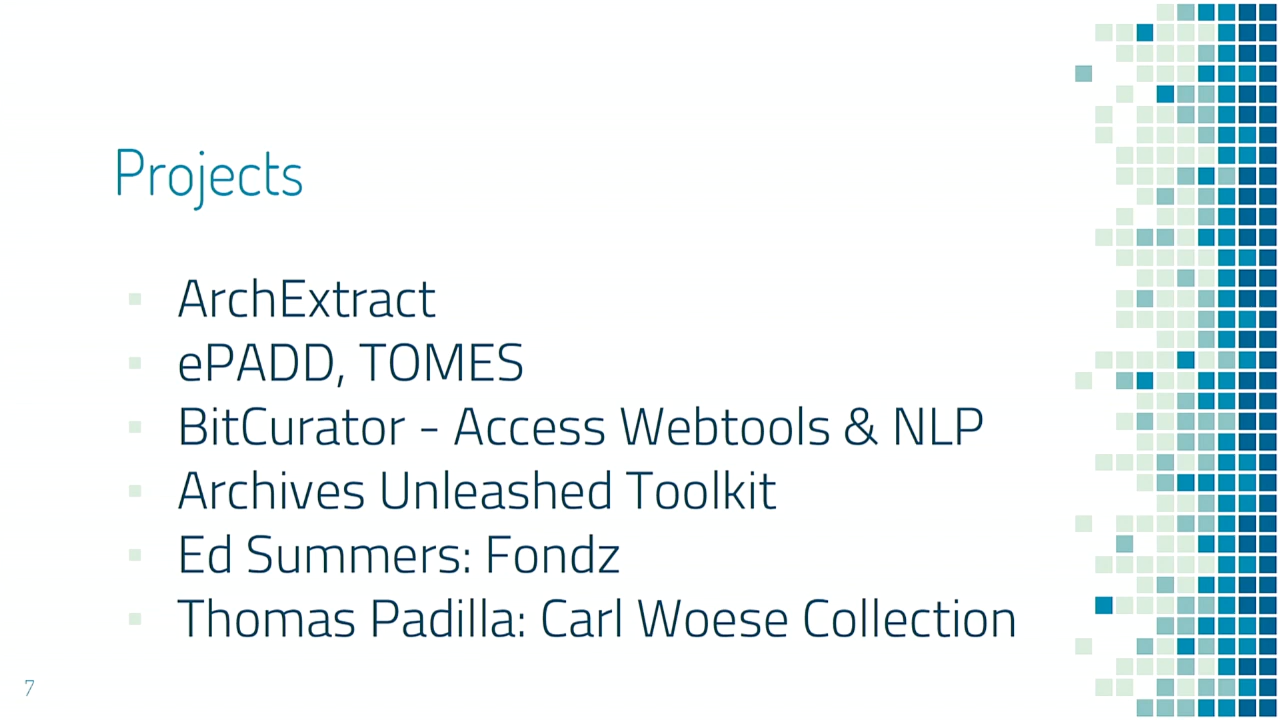 Projects
ArchExtract
ePADD, TOMES
BitCurator - Access Webtools & NLP
Archives Unleashed Toolkit
Ed Summers: Fondz
Thomas Padilla: Carl Woese Collection
7